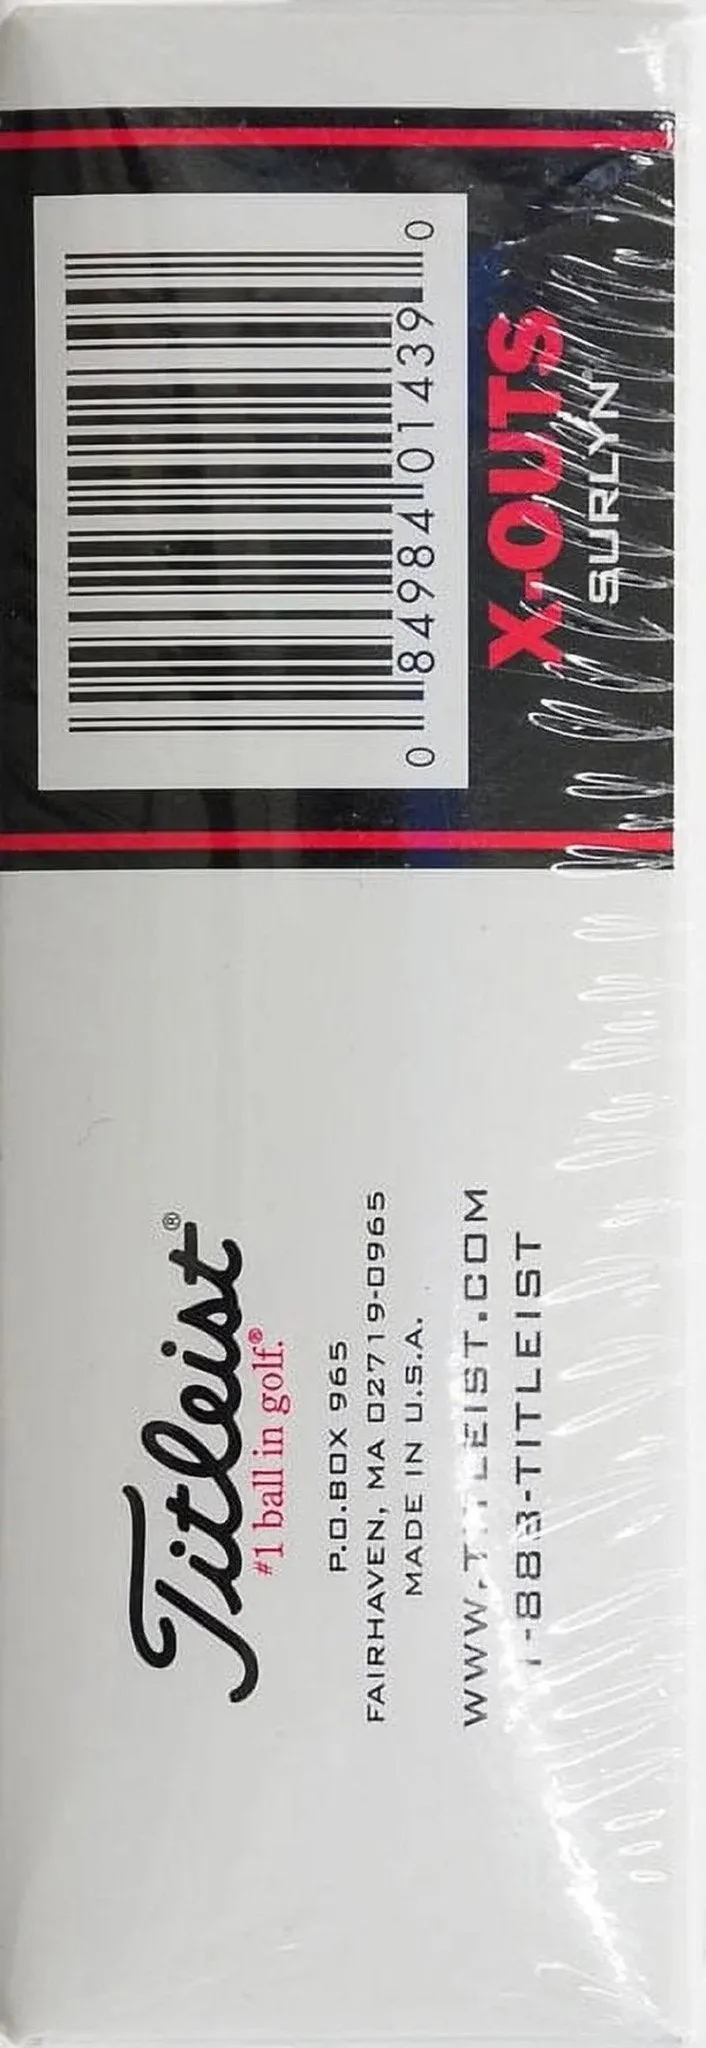 Titleist®
#1 ball in golf.®
P.O.BOX 965
FAIRHAVEN, MA 02719-0965
MADE IN U.S.A.
WWW.TITLEIST.COM
1-888-TITLEIST
0 84984 01439 0
X-OUTS
SURLYN®